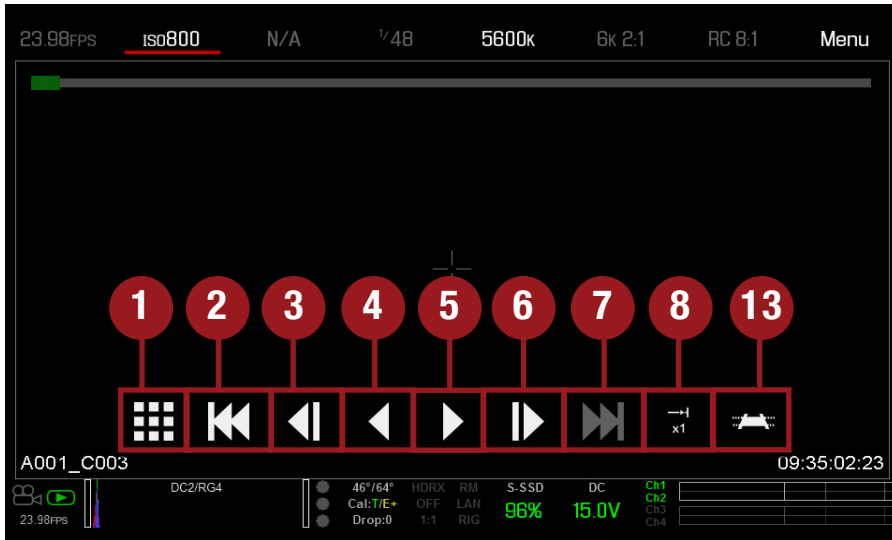 23.98FPS ISO800 N/A 1/48 5600K 6K 2:1 RC 8:1 Menu
1 2 3 4 5 6 7 8 13
x1
A001_C003 09:35:02:23
DC2/RG4 46°/64° HDRX RM S-SSD DC Ch1
Cal:T/E+ OFF LAN 96% 15.0V Ch2
23.98FPS Drop:0 1:1 RIG Ch3
Ch4